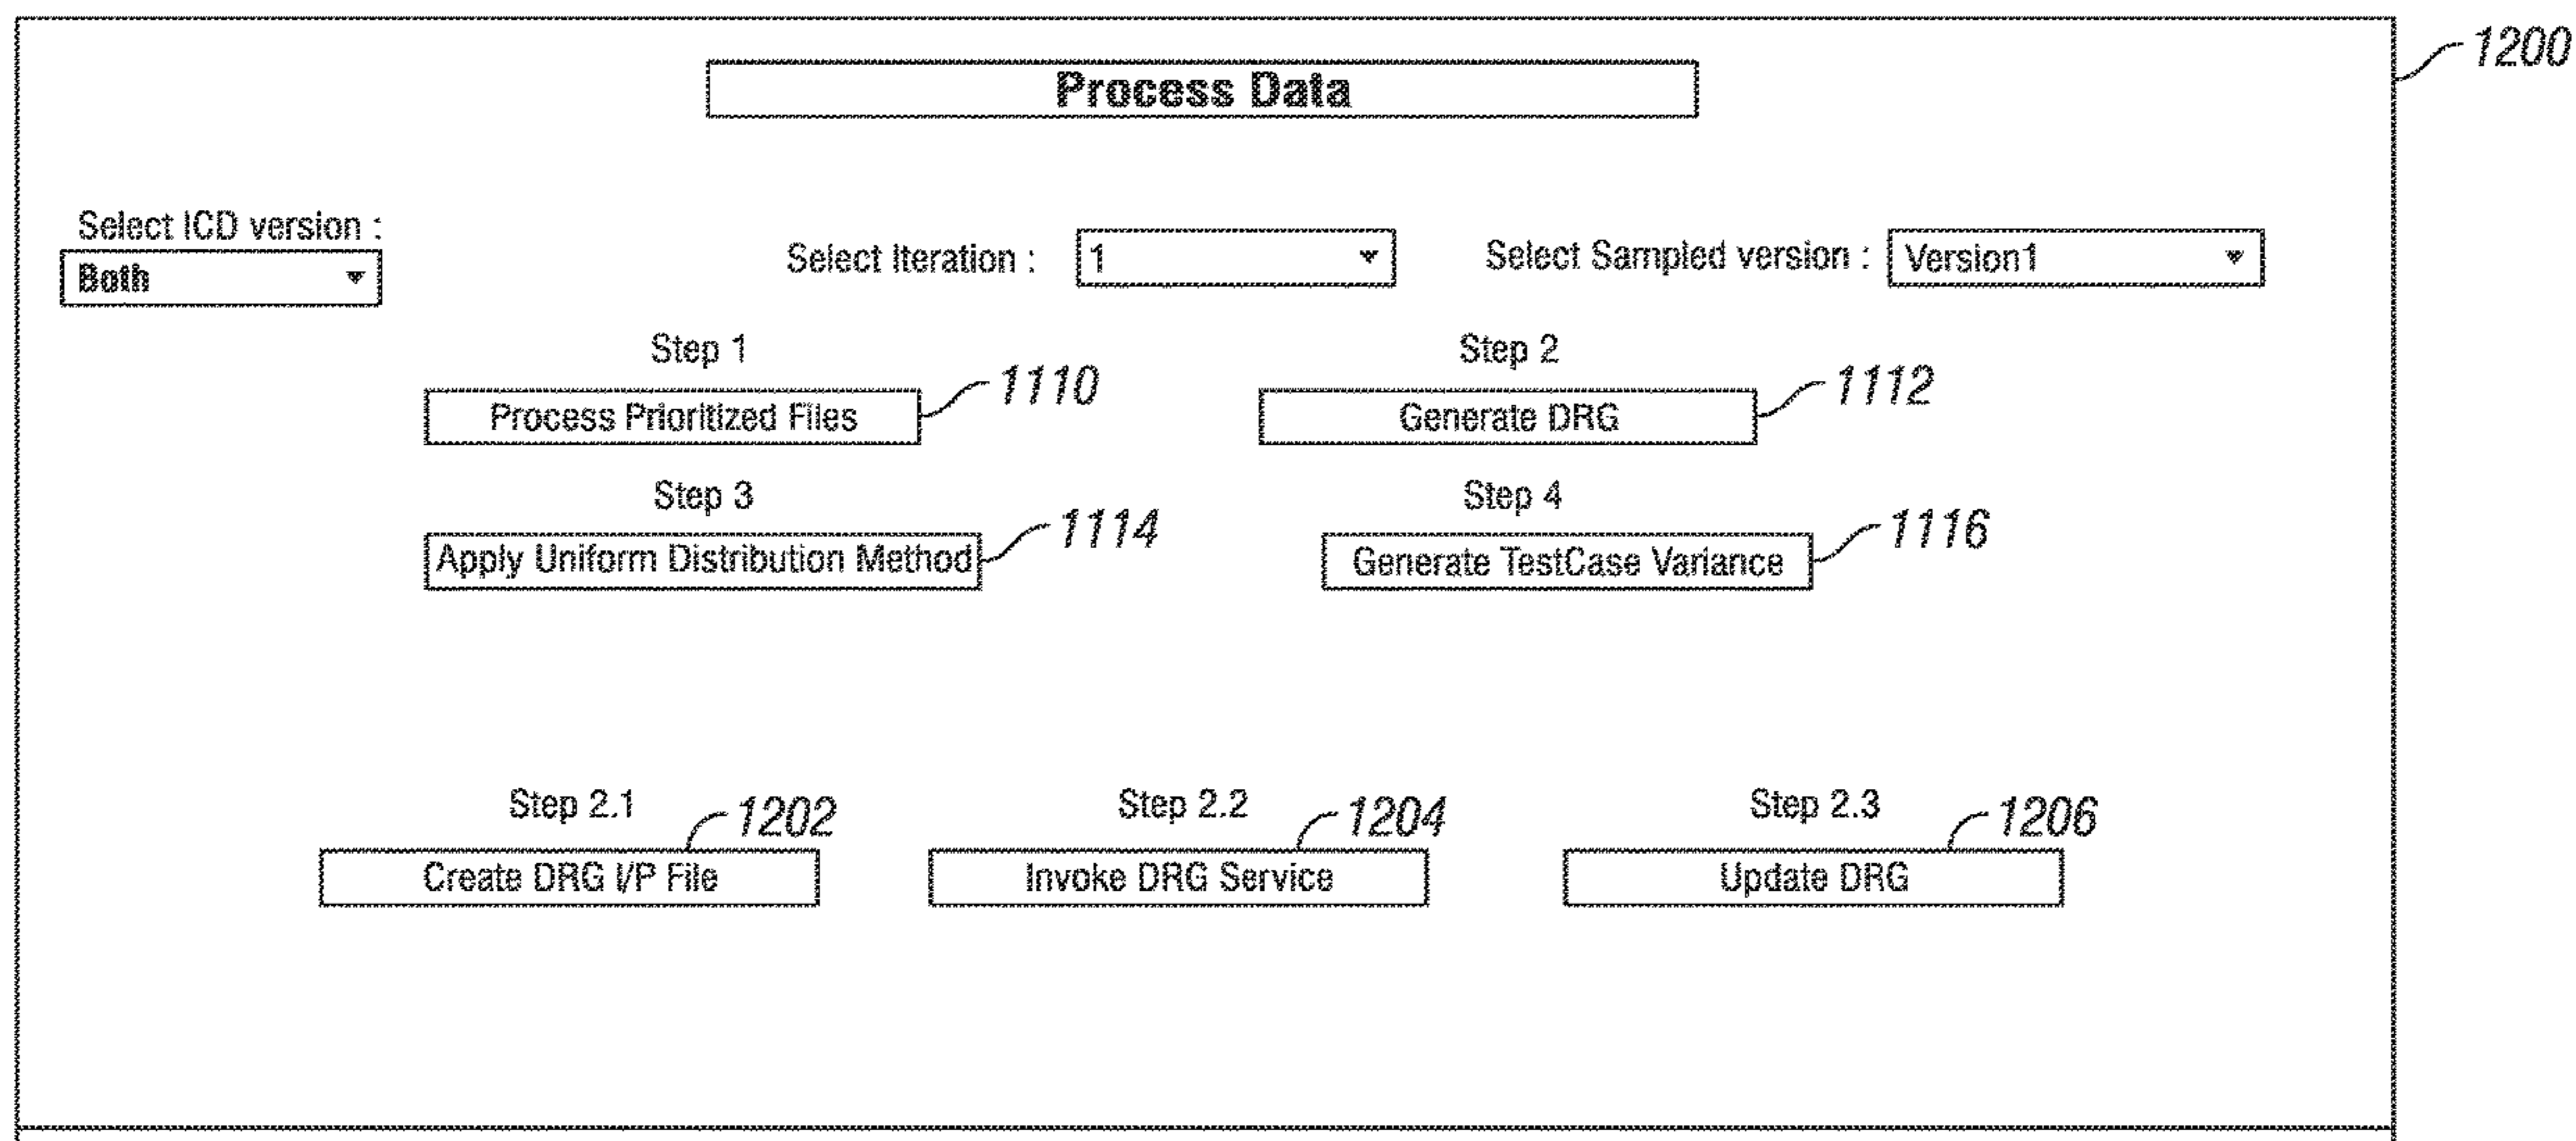 1200
Process Data
Select ICD version :
Both
Select Iteration : 1
Select Sampled version : Version1
Step 1
Step 2
Process Prioritized Files 1110
Generate DRG 1112
Step 3
Step 4
Apply Uniform Distribution Method 1114
Generate TestCase Variance 1116
Step 2.1 1202
Step 2.2 1204
Step 2.3 1206
Create DRG I/P File
Invoke DRG Service
Update DRG